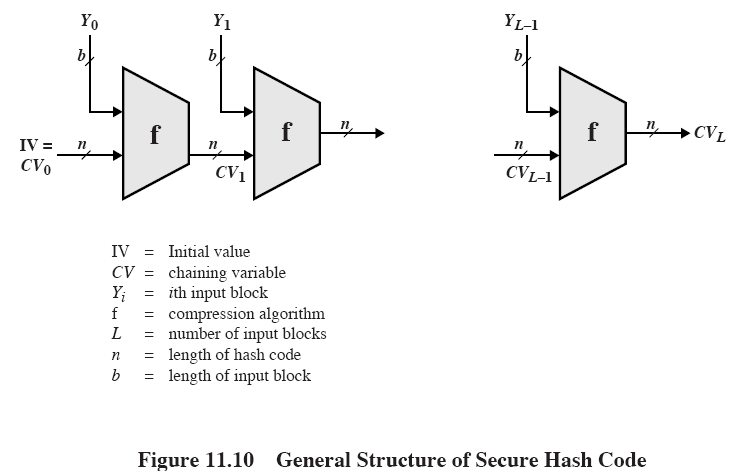 Y0 Y1 YL–1
b b b
f f f
IV = n n n n n CVL
CV0 CV1 CVL–1
IV = Initial value
CV = chaining variable
Yi = ith input block
f = compression algorithm
L = number of input blocks
n = length of hash code
b = length of input block
Figure 11.10 General Structure of Secure Hash Code